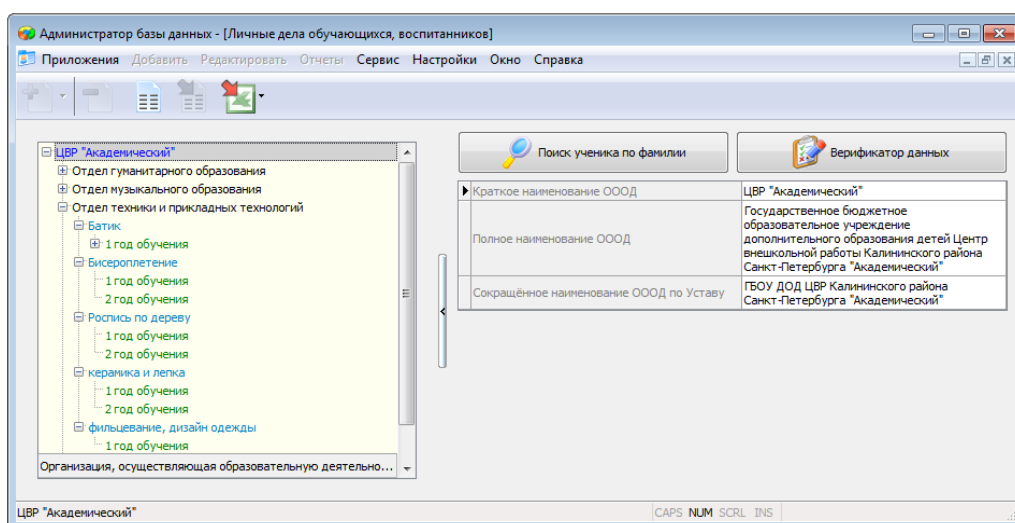 Администратор базы данных - [Личные дела обучающихся, воспитанников]
Приложения Добавить Редактировать Отчеты Сервис Настройки Окно Справка
ЦВР "Академический"
Отдел гуманитарного образования
Отдел музыкального образования
Отдел техники и прикладных технологий
Батик
1 год обучения
Бисероплетение
1 год обучения
2 год обучения
Роспись по дереву
1 год обучения
2 год обучения
керамика и лепка
1 год обучения
2 год обучения
фильцевание, дизайн одежды
1 год обучения
Организация, осуществляющая образовательную деятельно...
Поиск ученика по фамилии
Верификатор данных
Краткое наименование ОООД
ЦВР "Академический"
Полное наименование ОООД
Государственное бюджетное
образовательное учреждение
дополнительного образования детей Центр
внешкольной работы Калининского района
Санкт-Петербурга "Академический"
Сокращённое наименование ОООД по Уставу
ГБОУ ДОД ЦВР Калининского района
Санкт-Петербурга "Академический"
ЦВР "Академический"
CAPS NUM SCRL INS